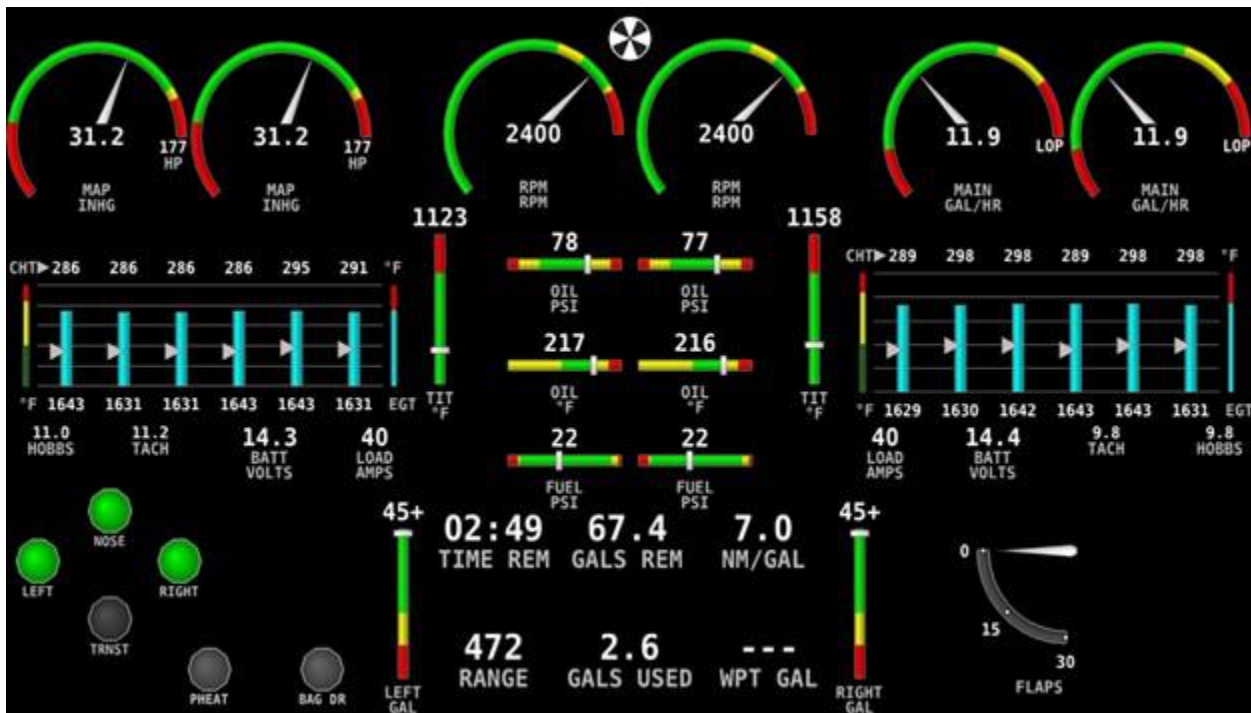 31.2
177
HP
MAP
INHG
31.2
177
HP
MAP
INHG
2400
RPM
RPM
2400
RPM
RPM
11.9
LOP
MAIN
GAL/HR
11.9
LOP
MAIN
GAL/HR
CHT 286 286 286 286 295 291 °F
°F 1643 1631 1631 1643 1643 1631 EGT
1123
TIT
°F
78
OIL
PSI
77
OIL
PSI
217
OIL
°F
216
OIL
°F
22
FUEL
PSI
22
FUEL
PSI
1158
TIT
°F
CHT 289 298 298 289 298 298 °F
°F 1629 1630 1642 1643 1643 1631 EGT
11.0
HOBBS
11.2
TACH
14.3
BATT
VOLTS
40
LOAD
AMPS
40
LOAD
AMPS
14.4
BATT
VOLTS
9.8
TACH
9.8
HOBBS
NOSE
LEFT
RIGHT
TRNST
PHEAT
BAG DR
45+
LEFT
GAL
02:49
TIME REM
67.4
GALS REM
7.0
NM/GAL
472
RANGE
2.6
GALS USED
---
WPT GAL
45+
RIGHT
GAL
0
15
30
FLAPS